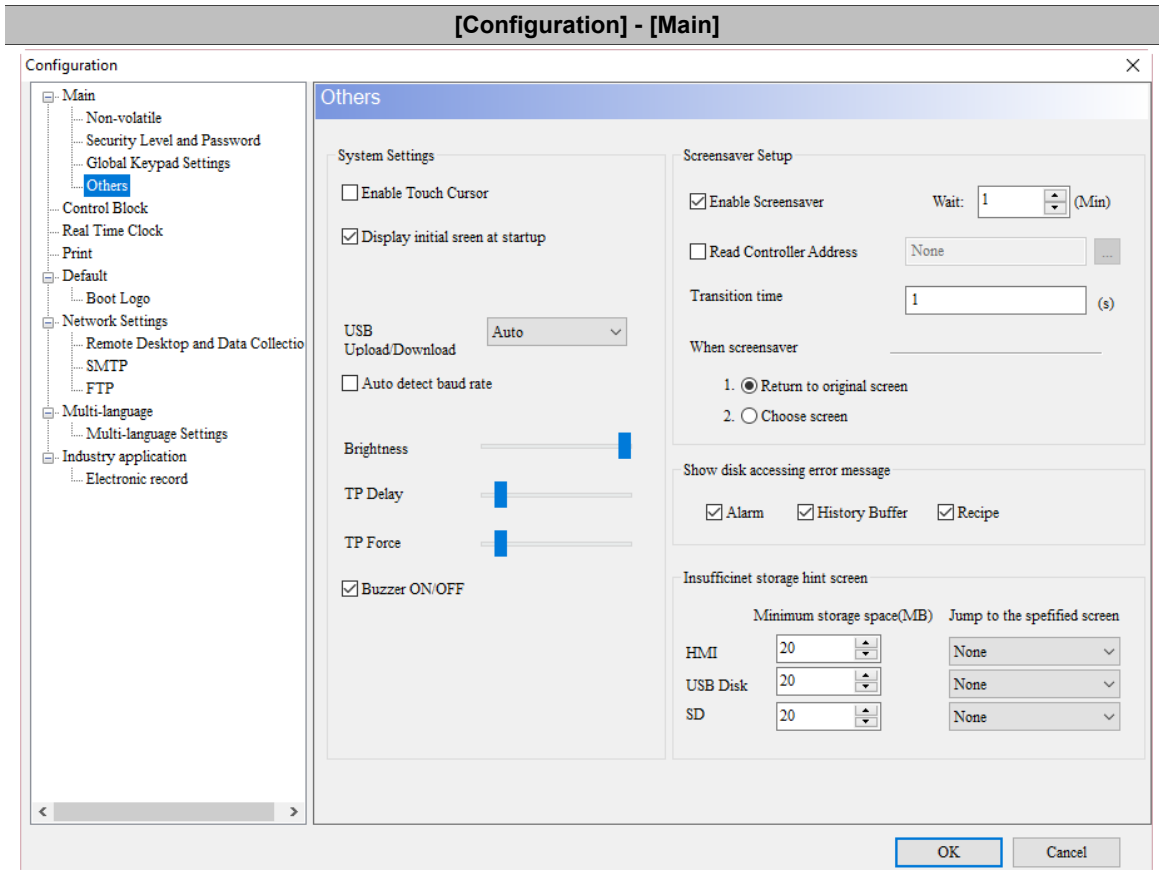 [Configuration] - [Main]
Configuration
Main
Non-volatile
Security Level and Password
Global Keypad Settings
Others
Control Block
Real Time Clock
Print
Default
Boot Logo
Network Settings
Remote Desktop and Data Collectio
SMTP
FTP
Multi-language
Multi-language Settings
Industry application
Electronic record
Others
System Settings
Enable Touch Cursor
Display initial sreen at startup
USB
Upload/Download
Auto
Auto detect baud rate
Brightness
TP Delay
TP Force
Buzzer ON/OFF
Screensaver Setup
Enable Screensaver Wait: 1 (Min)
Read Controller Address None ...
Transition time 1 (s)
When screensaver
1. Return to original screen
2. Choose screen
Show disk accessing error message
Alarm History Buffer Recipe
Insufficinet storage hint screen
Minimum storage space(MB) Jump to the spefified screen
HMI 20 None
USB Disk 20 None
SD 20 None
OK Cancel